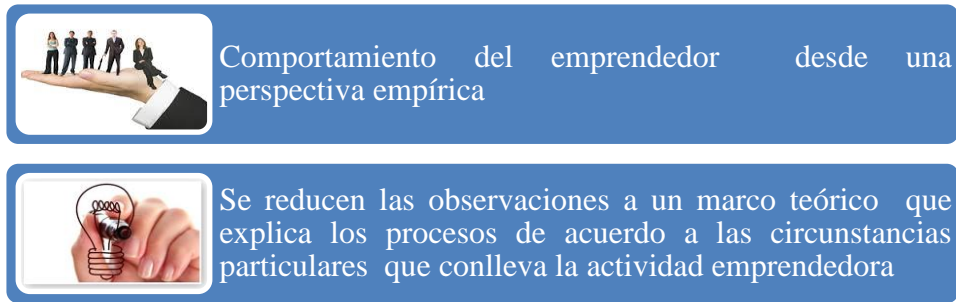 Comportamiento del emprendedor desde una
perspectiva empírica
Se reducen las observaciones a un marco teórico que
explica los procesos de acuerdo a las circunstancias
particulares que conlleva la actividad emprendedora